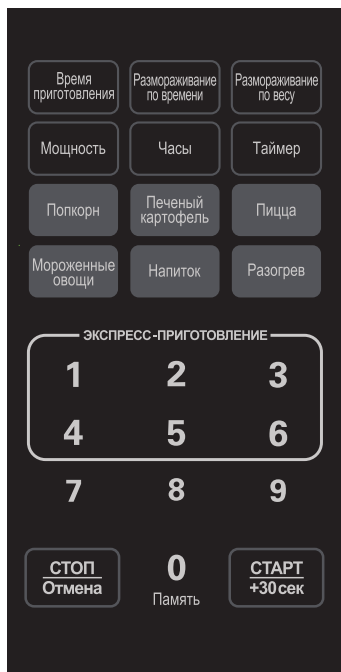 Время
приготовления
Размораживание
по времени
Размораживание
по весу
Мощность
Часы
Таймер
Попкорн
Печеный
картофель
Пицца
Мороженные
овощи
Напиток
Разогрев
ЭКСПРЕСС-ПРИГОТОВЛЕНИЕ
1 2 3
4 5 6
7 8 9
СТОП
Отмена
0
Память
СТАРТ
+30сек